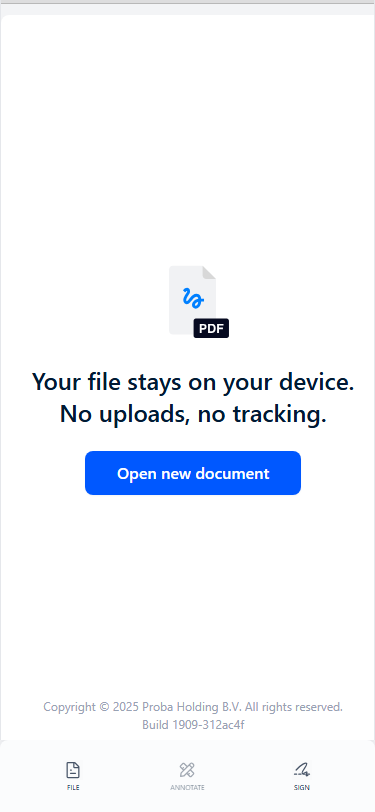 PDF
Your file stays on your device.
No uploads, no tracking.
Open new document
Copyright © 2025 Proba Holding B.V. All rights reserved.
Build 1909-312ac4f
FILE
ANNOTATE
SIGN